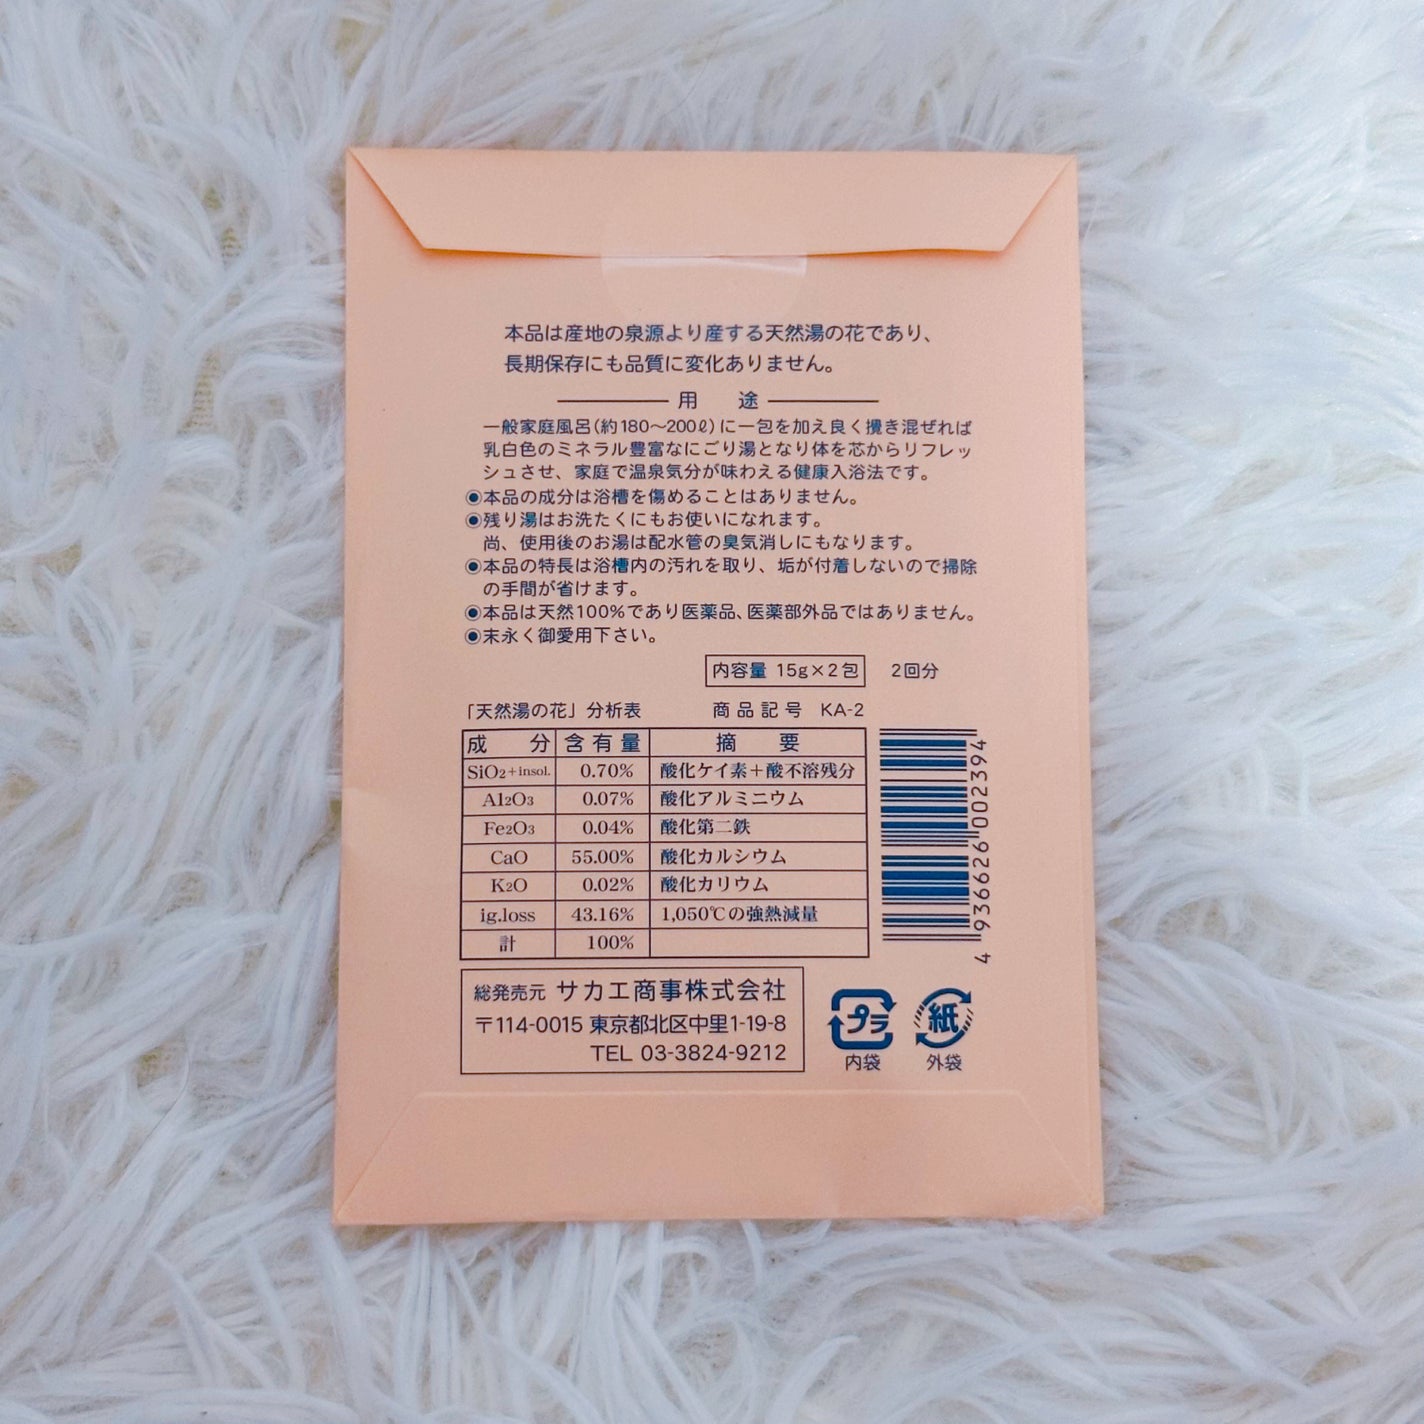 本品は産地の泉源より産する天然湯の花であり、
長期保存にも品質に変化ありません。
用 途
一般家庭風呂(約180〜200ℓ)に一包を加え良く攪き混ぜれば
乳白色のミネラル豊富なにごり湯となり体を芯からリフレッ
シュさせ、家庭で温泉気分が味わえる健康入浴法です。
◉本品の成分は浴槽を傷めることはありません。
◉残り湯はお洗たくにもお使いになれます。
尚、使用後のお湯は配水管の臭気消しにもなります。
◉本品の特長は浴槽内の汚れを取り、垢が付着しないので掃除
の手間が省けます。
◉本品は天然100%であり医薬品、医薬部外品ではありません。
◉末永く御愛用下さい。
内容量 15g×2包 2回分
「天然湯の花」分析表 商品記号 KA-2
成 分 含有量 摘 要
SiO2+insol. 0.70% 酸化ケイ素+酸不溶残分
Al2O3 0.07% 酸化アルミニウム
Fe2O3 0.04% 酸化第二鉄
CaO 55.00% 酸化カルシウム
K2O 0.02% 酸化カリウム
ig.loss 43.16% 1,050℃の強熱減量
計 100%
4 936626 002394
総発売元 サカエ商事株式会社
〒114-0015 東京都北区中里1-19-8
TEL 03-3824-9212
プラ 紙
内袋 外袋